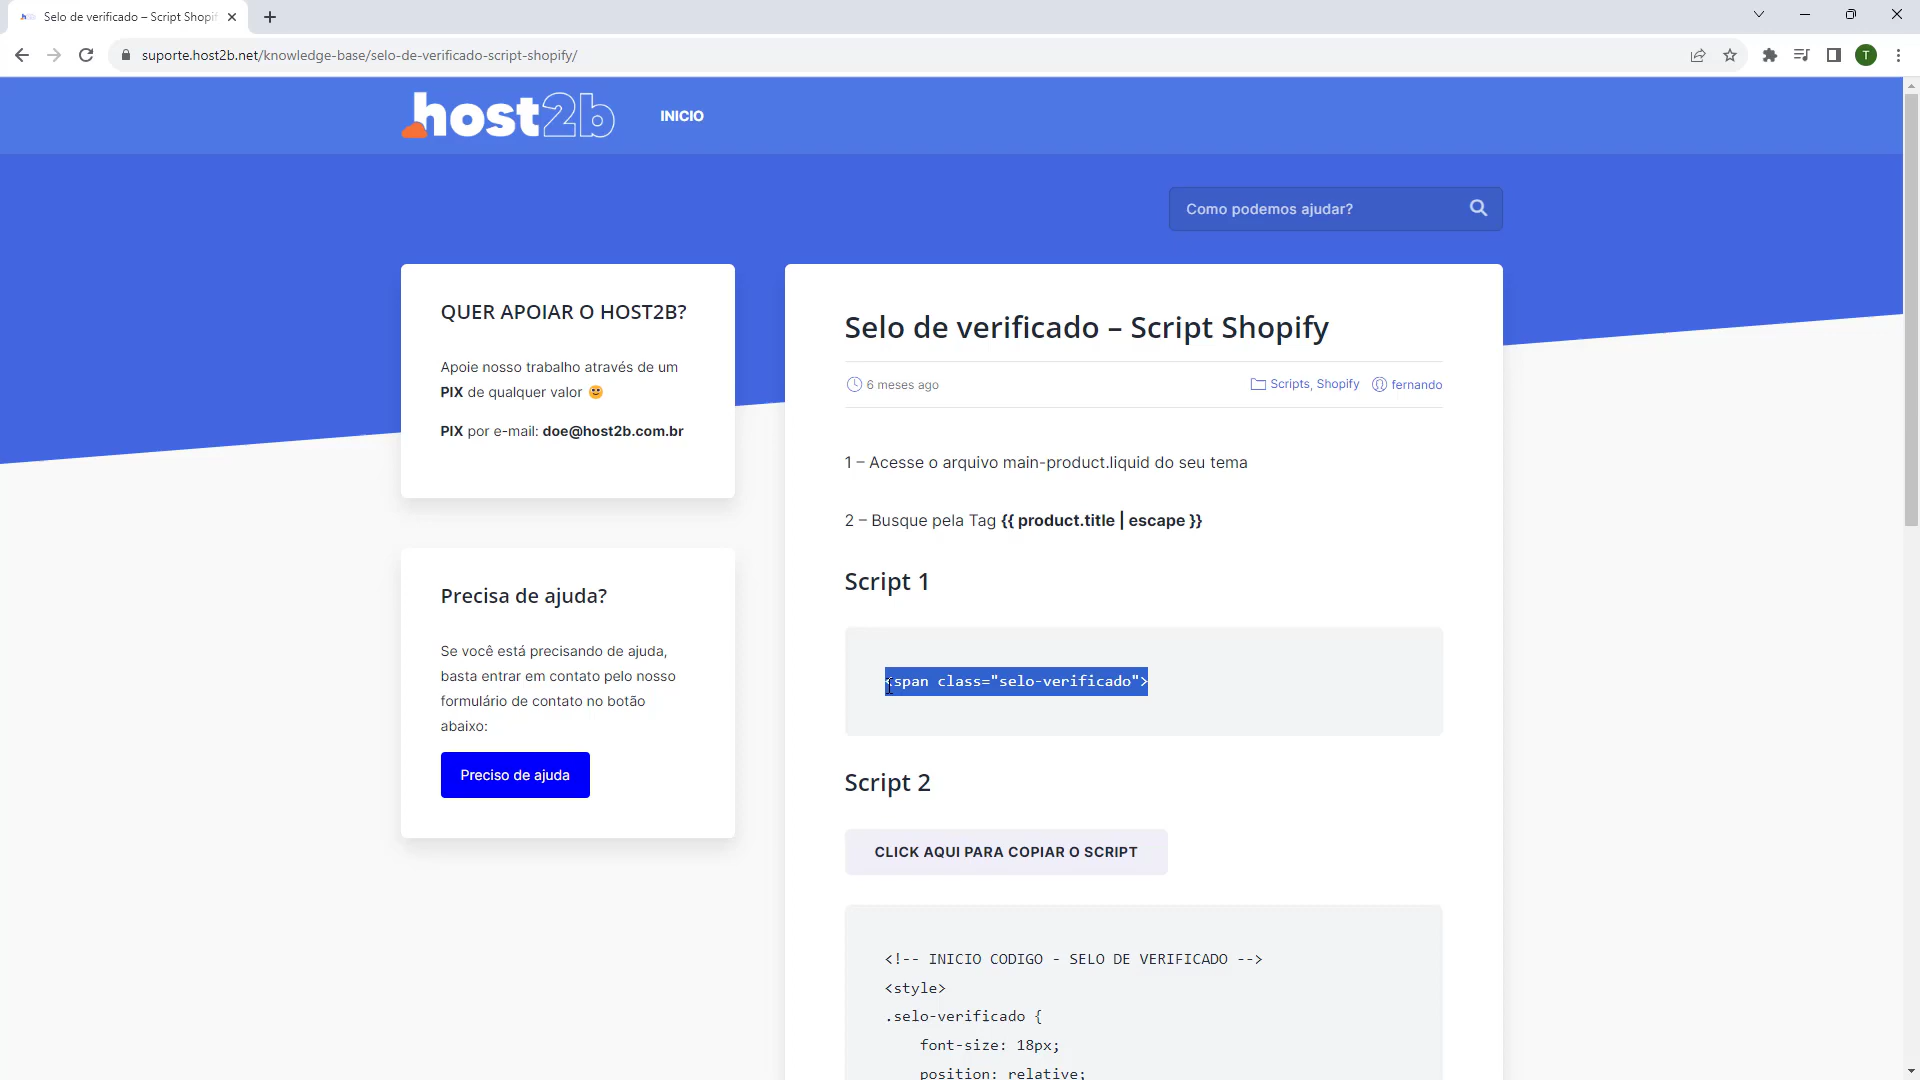 Selo de verificado – Script Shopif
suporte.host2b.net/knowledge-base/selo-de-verificado-script-shopify/
T
host2b
INICIO
Como podemos ajudar?
QUER APOIAR O HOST2B?
Apoie nosso trabalho através de um
PIX de qualquer valor 🙂
PIX por e-mail: doe@host2b.com.br
Precisa de ajuda?
Se você está precisando de ajuda,
basta entrar em contato pelo nosso
formulário de contato no botão
abaixo:
Preciso de ajuda
Selo de verificado – Script Shopify
6 meses ago
Scripts, Shopify
fernando
1 – Acesse o arquivo main-product.liquid do seu tema
2 – Busque pela Tag {{ product.title | escape }}
Script 1
<span class="selo-verificado">
Script 2
CLICK AQUI PARA COPIAR O SCRIPT
<!-- INICIO CODIGO - SELO DE VERIFICADO -->
<style>
.selo-verificado {
font-size: 18px;
position: relative;